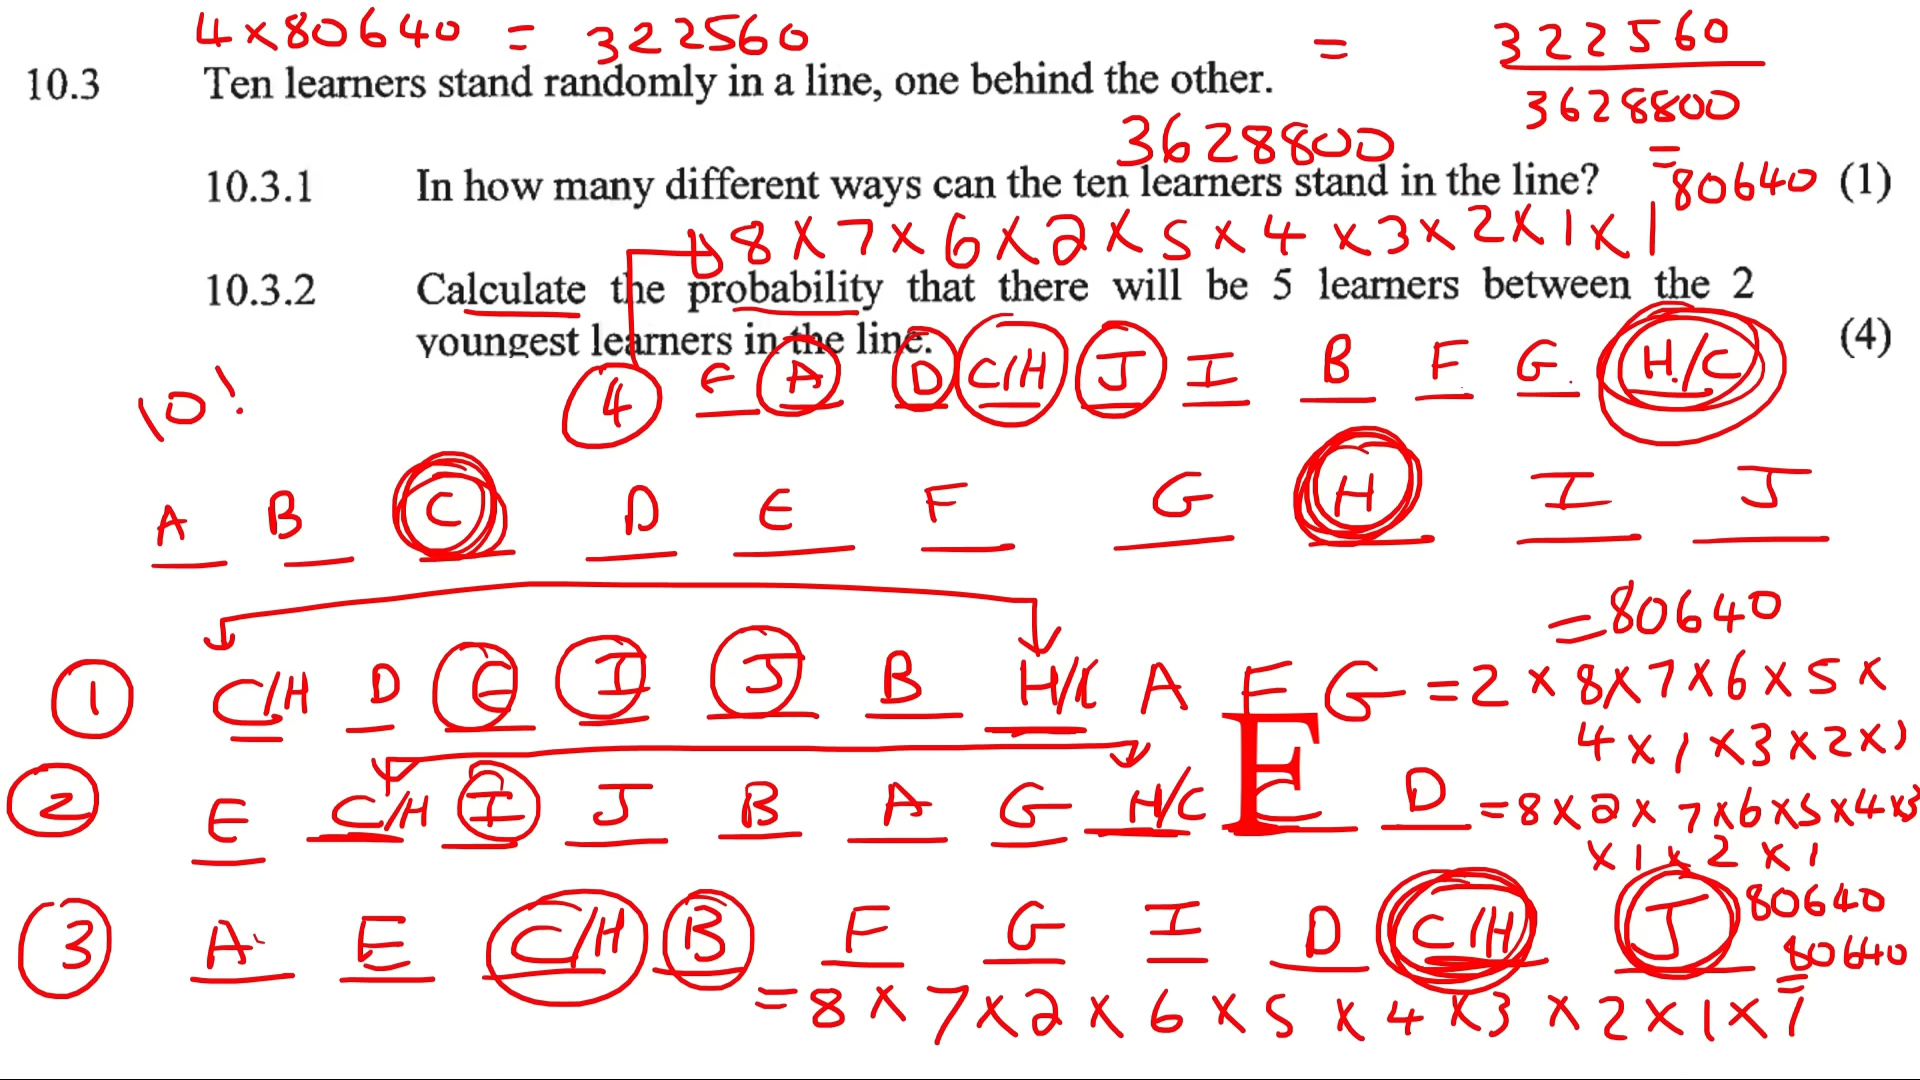 4 × 80640 = 322560
= 322560
3628800
10.3 Ten learners stand randomly in a line, one behind the other.
3628800
10.3.1 In how many different ways can the ten learners stand in the line? (1)
= 80640
8 × 7 × 6 × 2 × 5 × 4 × 3 × 2 × 1 × 1
10.3.2 Calculate the probability that there will be 5 learners between the 2
youngest learners in the line. (4)
10!
4 E A D C/H J I B F G H/C
A B C D E F G H I J
= 80640
1 C/H D E I J B H/C A F G = 2 × 8 × 7 × 6 × 5 ×
4 × 1 × 3 × 2 × 1
E
2 E C/H I J B A G H/C D = 8 × 2 × 7 × 6 × 5 × 4 × 3
× 1 × 2 × 1
80640
3 A E C/H B F G I D C/H J
80640
= 8 × 7 × 2 × 6 × 5 × 4 × 3 × 2 × 1 × 1